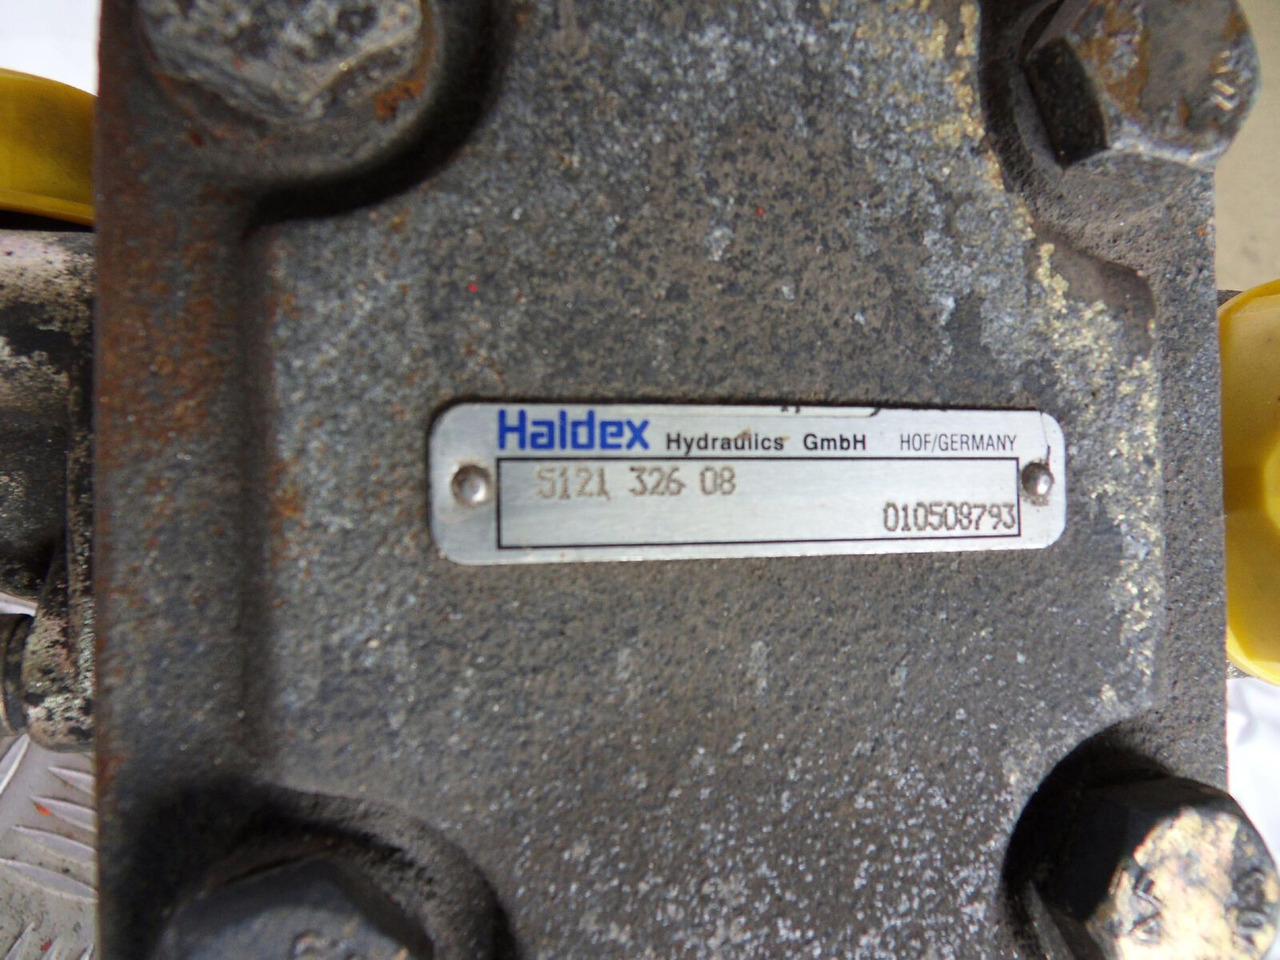 Haldex Hydraulics GmbH HOF/GERMANY
5121 326 08
010508793